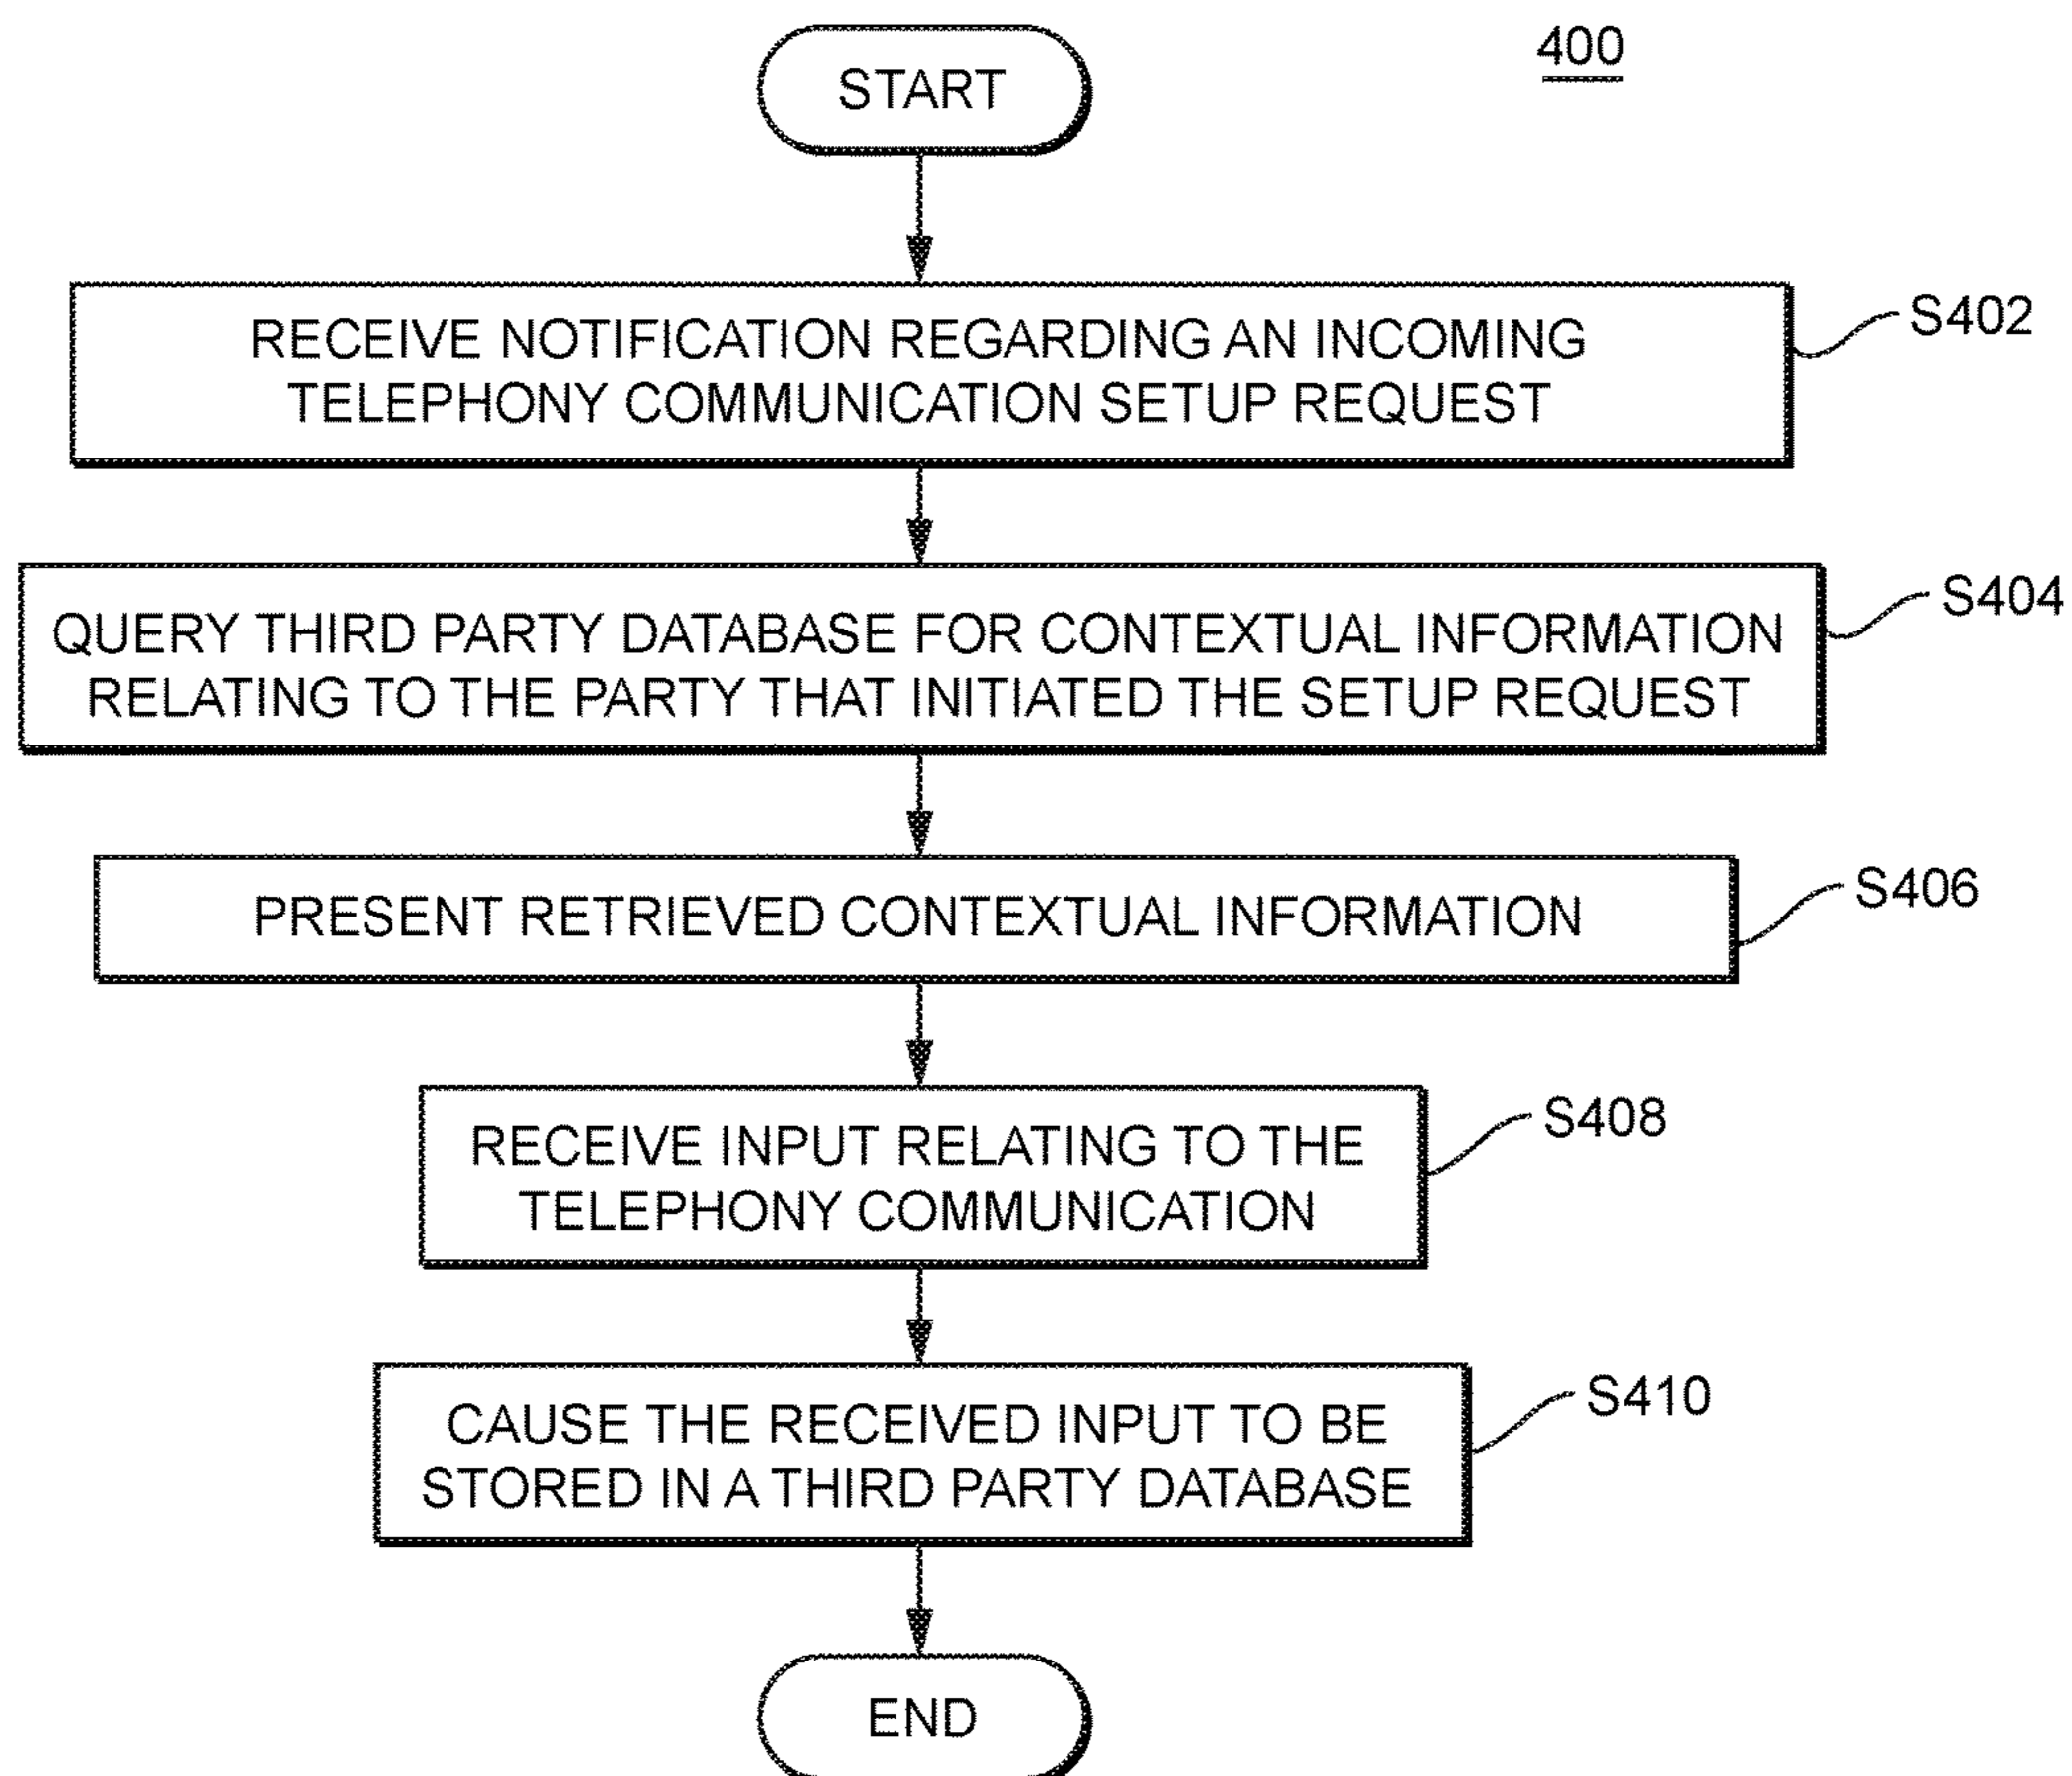 400
START
RECEIVE NOTIFICATION REGARDING AN INCOMING
TELEPHONY COMMUNICATION SETUP REQUEST
S402
QUERY THIRD PARTY DATABASE FOR CONTEXTUAL INFORMATION
RELATING TO THE PARTY THAT INITIATED THE SETUP REQUEST
S404
PRESENT RETRIEVED CONTEXTUAL INFORMATION
S406
RECEIVE INPUT RELATING TO THE
TELEPHONY COMMUNICATION
S408
CAUSE THE RECEIVED INPUT TO BE
STORED IN A THIRD PARTY DATABASE
S410
END